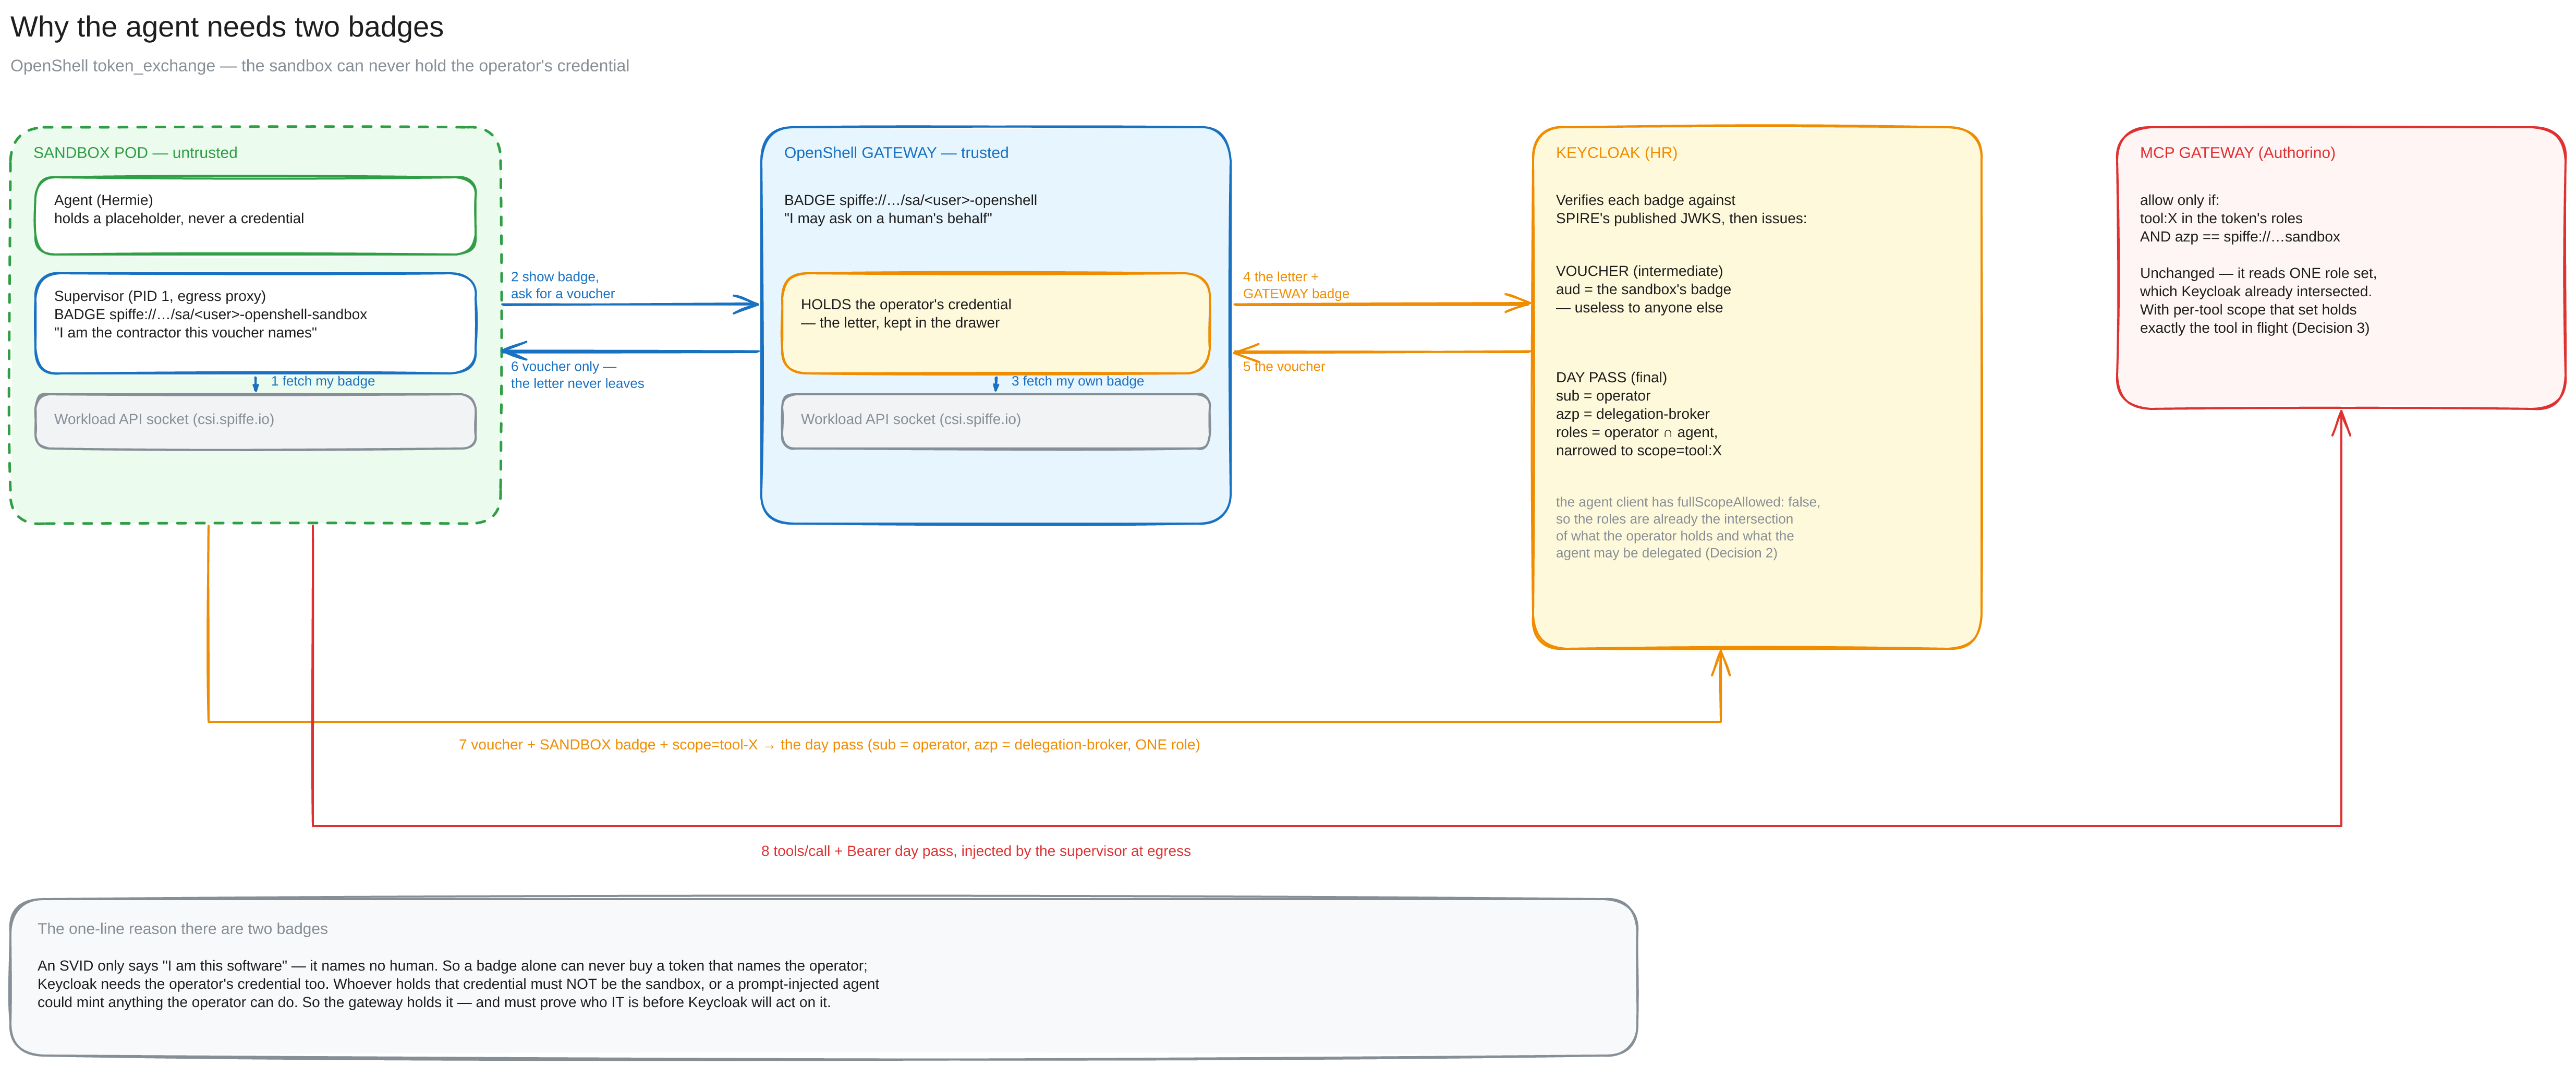 Why the agent needs two badges
OpenShell token_exchange — the sandbox can never hold the operator's credential
SANDBOX POD — untrusted
Agent (Hermie)
holds a placeholder, never a credential
Supervisor (PID 1, egress proxy)
BADGE spiffe://…/sa/<user>-openshell-sandbox
"I am the contractor this voucher names"
1 fetch my badge
Workload API socket (csi.spiffe.io)
2 show badge,
ask for a voucher
6 voucher only —
the letter never leaves
OpenShell GATEWAY — trusted
BADGE spiffe://…/sa/<user>-openshell
"I may ask on a human's behalf"
HOLDS the operator's credential
— the letter, kept in the drawer
3 fetch my own badge
Workload API socket (csi.spiffe.io)
4 the letter +
GATEWAY badge
5 the voucher
KEYCLOAK (HR)
Verifies each badge against
SPIRE's published JWKS, then issues:
VOUCHER (intermediate)
aud = the sandbox's badge
— useless to anyone else
DAY PASS (final)
sub = operator
azp = delegation-broker
roles = operator ∩ agent,
narrowed to scope=tool:X
the agent client has fullScopeAllowed: false,
so the roles are already the intersection
of what the operator holds and what the
agent may be delegated (Decision 2)
MCP GATEWAY (Authorino)
allow only if:
tool:X in the token's roles
AND azp == spiffe://…sandbox
Unchanged — it reads ONE role set,
which Keycloak already intersected.
With per-tool scope that set holds
exactly the tool in flight (Decision 3)
7 voucher + SANDBOX badge + scope=tool-X → the day pass (sub = operator, azp = delegation-broker, ONE role)
8 tools/call + Bearer day pass, injected by the supervisor at egress
The one-line reason there are two badges
An SVID only says "I am this software" — it names no human. So a badge alone can never buy a token that names the operator;
Keycloak needs the operator's credential too. Whoever holds that credential must NOT be the sandbox, or a prompt-injected agent
could mint anything the operator can do. So the gateway holds it — and must prove who IT is before Keycloak will act on it.